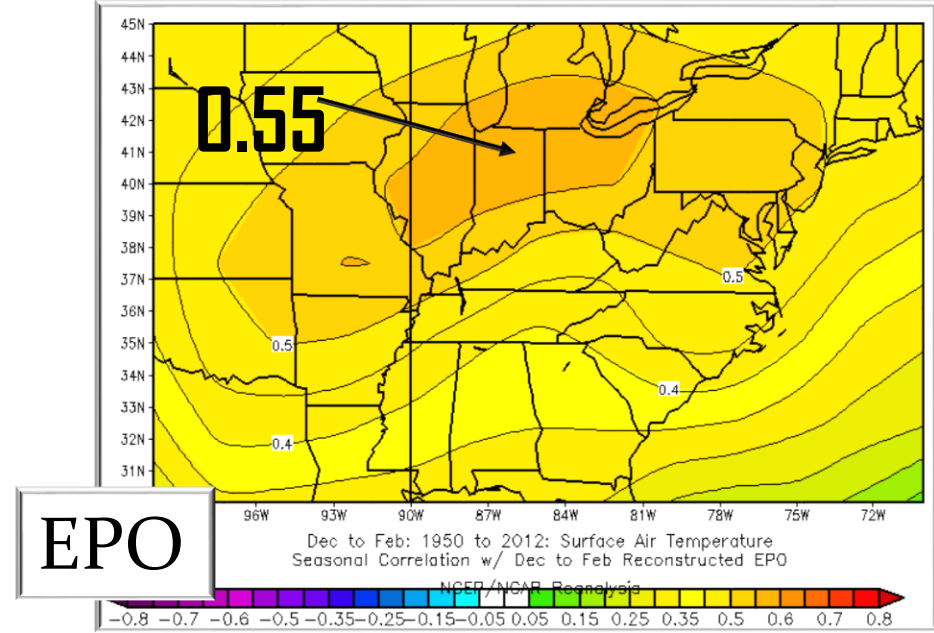 45N
44N
43N
42N
41N
40N
39N
38N
37N
36N
35N
34N
33N
32N
31N
0.55
0.5
0.5
0.4
0.4
96W 93W 90W 87W 84W 81W 78W 75W 72W
EPO
Dec to Feb: 1950 to 2012: Surface Air Temperature
Seasonal Correlation w/ Dec to Feb Reconstructed EPO
NCEP/NCAR Reanalysis
-0.8 -0.7 -0.6 -0.5 -0.35 -0.25 -0.15 -0.05 0.05 0.15 0.25 0.35 0.5 0.6 0.7 0.8